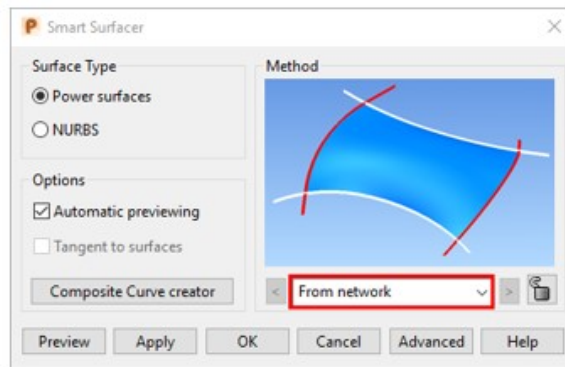 Smart Surfacer
Surface Type
Power surfaces
NURBS
Options
Automatic previewing
Tangent to surfaces
Composite Curve creator
Method
From network
Preview Apply OK Cancel Advanced Help